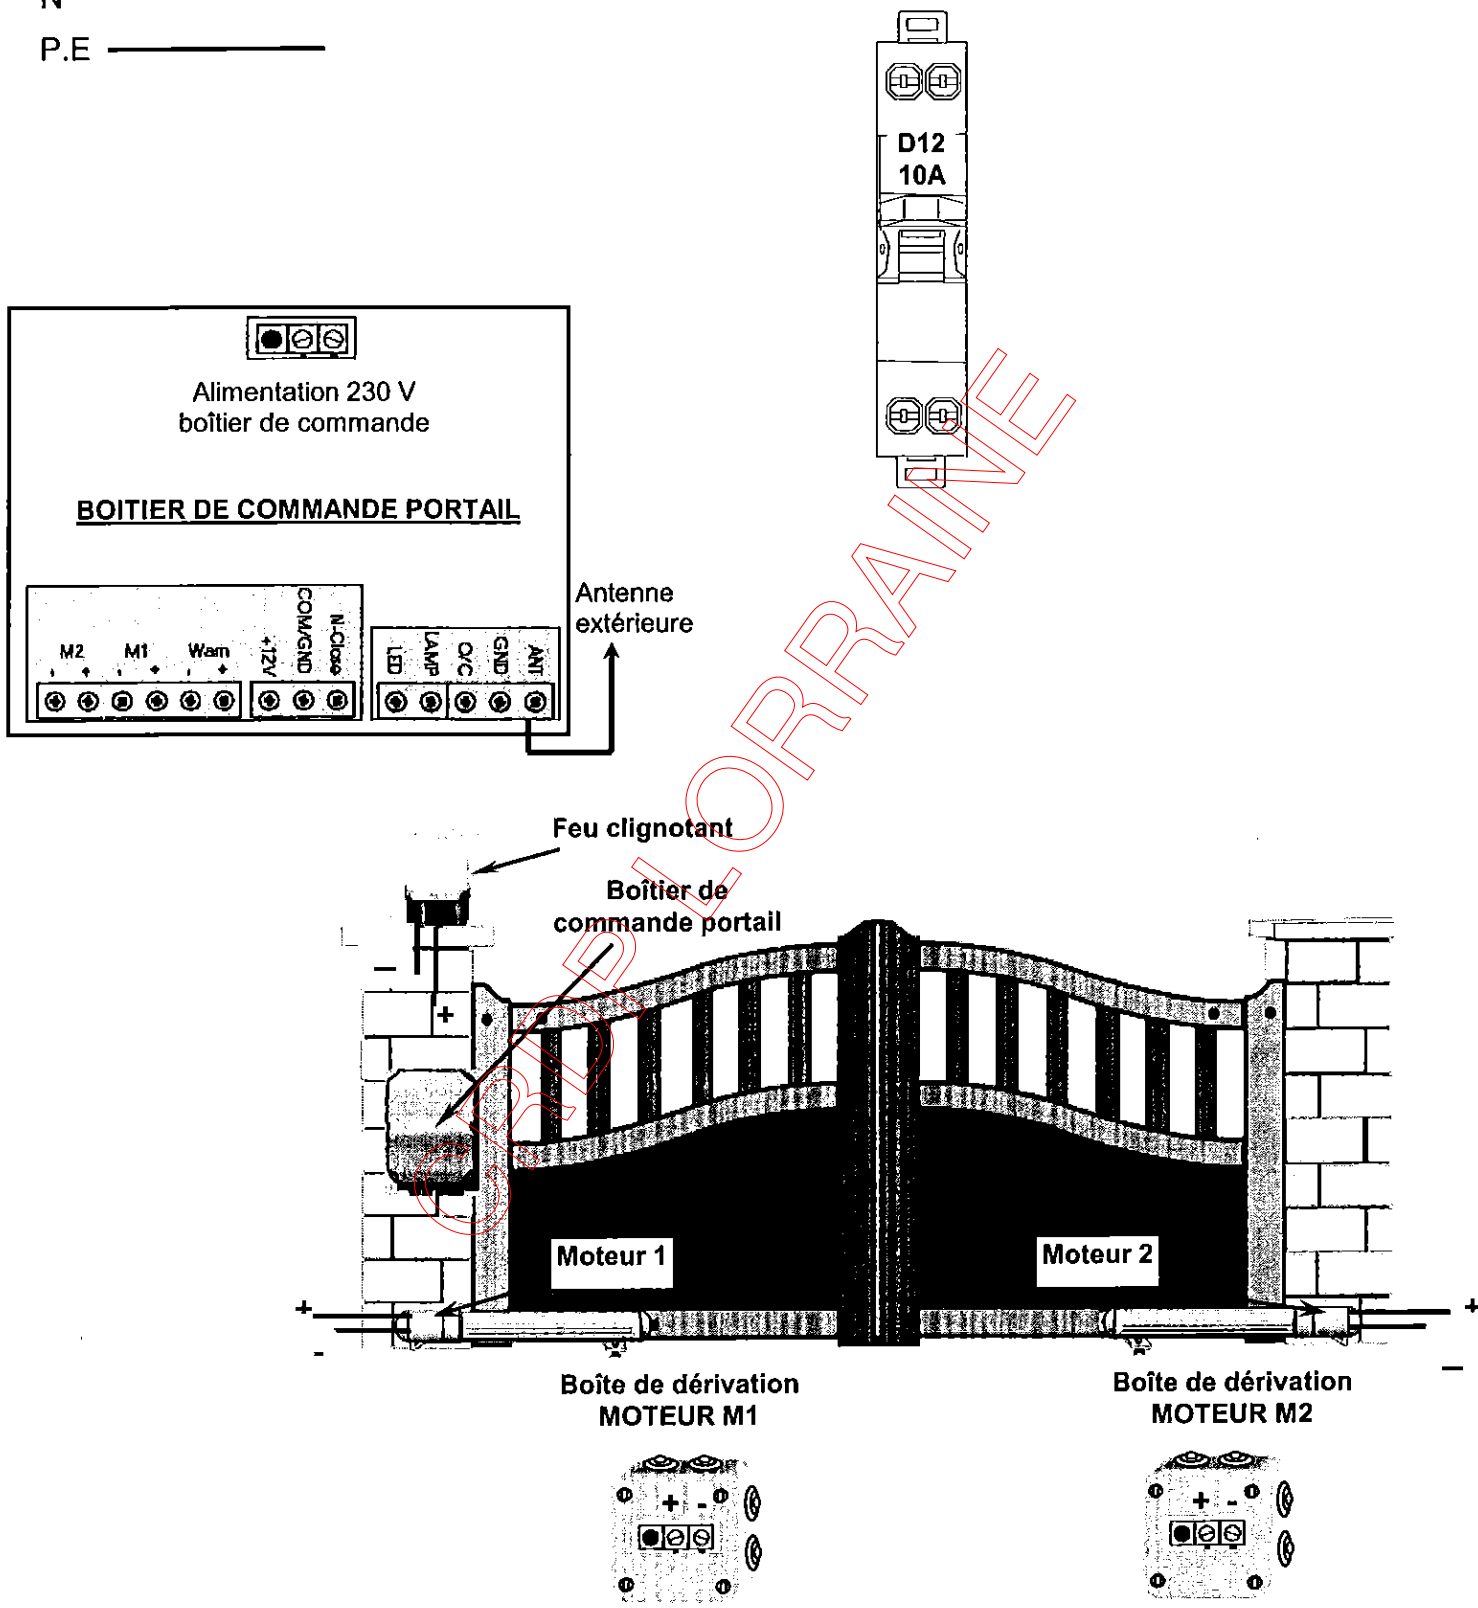 N
P.E
D12
10A
Alimentation 230 V
boîtier de commande
BOITIER DE COMMANDE PORTAIL
M2 M1 Warn +12V COM/GND N-Close LED LAMP O/C GND ANT
- + - + - +
Antenne
extérieure
Feu clignotant
Boîtier de
commande portail
-
+
Moteur 1
Moteur 2
+
-
+
-
Boîte de dérivation
MOTEUR M1
Boîte de dérivation
MOTEUR M2
+ -
+ -
CRDP LORRAINE